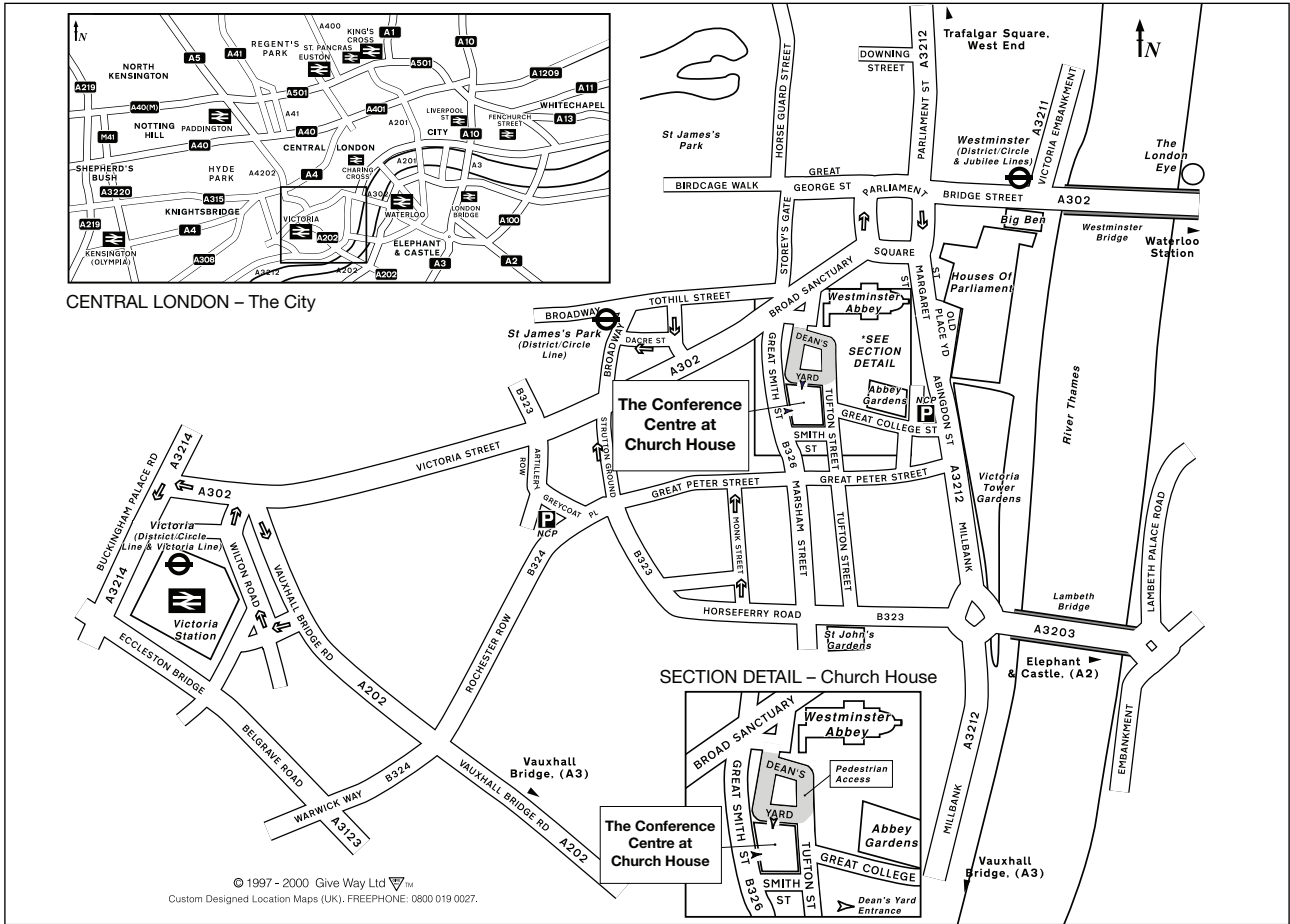 N
A400
KING'S
CROSS
A1
A10
REGENT'S
PARK
ST. PANCRAS
EUSTON
A41
A5
A501
NORTH
KENSINGTON
A1209
A219
A501
A11
A40(M)
A401
WHITECHAPEL
LIVERPOOL
ST
FENCHURCH
STREET
A13
NOTTING
HILL
PADDINGTON
A41
A201
CITY
A10
M41
A40
A40
CENTRAL LONDON
SHEPHERD'S
BUSH
HYDE
PARK
A4202
A4
CHARING
CROSS
A201
A3
A3220
A315
A302
KNIGHTSBRIDGE
VICTORIA
WATERLOO
LONDON
BRIDGE
A100
A219
A4
A202
KENSINGTON
(OLYMPIA)
A308
ELEPHANT
& CASTLE
A3
A2
A3212
A202
A202
CENTRAL LONDON – The City
N
Trafalgar Square.
West End
DOWNING
STREET
A3212
PARLIAMENT ST
HORSE GUARD STREET
St James's
Park
Westminster
(District/Circle
& Jubilee Lines)
A3211
VICTORIA EMBANKMENT
The
London
Eye
BIRDCAGE WALK
GREAT
GEORGE ST
PARLIAMENT
SQUARE
BRIDGE STREET
A302
Big Ben
Westminster
Bridge
Waterloo
Station
STOREY'S GATE
BROAD SANCTUARY
ST
MARGARET
ST
Houses Of
Parliament
OLD
PLACE YD
TOTHILL STREET
BROADWAY
St James's Park
(District/Circle
Line)
BROADWAY
DACRE ST
A302
Westminster
Abbey
*SEE
SECTION
DETAIL
DEAN'S
YARD
GREAT SMITH ST
Abbey
Gardens
NCP
P
ABINGDON ST
The Conference
Centre at
Church House
TUFTON STREET
GREAT COLLEGE ST
SMITH
ST
B326
River Thames
B323
ARTILLERY
ROW
STRUTTON GROUND
VICTORIA STREET
GREAT PETER STREET
GREAT PETER STREET
A3212
Victoria
Tower
Gardens
GREYCOAT PL
P
NCP
A3214
BUCKINGHAM PALACE RD
A302
Victoria
(District/Circle
Line & Victoria Line)
WILTON ROAD
A3214
Victoria
Station
VAUXHALL BRIDGE RD
A202
B324
ROCHESTER ROW
B323
MONK STREET
MARSHAM STREET
TUFTON STREET
MILLBANK
LAMBETH PALACE ROAD
HORSEFERRY ROAD
B323
St John's
Gardens
Lambeth
Bridge
A3203
Elephant
& Castle. (A2)
EMBANKMENT
ECCLESTON BRIDGE
BELGRAVE ROAD
A3123
WARWICK WAY
B324
Vauxhall
Bridge. (A3)
VAUXHALL BRIDGE RD
A202
A3212
MILLBANK
Vauxhall
Bridge. (A3)
SECTION DETAIL – Church House
BROAD SANCTUARY
Westminster
Abbey
DEAN'S
YARD
Pedestrian
Access
GREAT SMITH ST
The Conference
Centre at
Church House
Abbey
Gardens
GREAT COLLEGE
TUFTON ST
SMITH
ST
B326
Dean's Yard
Entrance
© 1997 - 2000 Give Way Ltd TM
Custom Designed Location Maps (UK). FREEPHONE: 0800 019 0027.